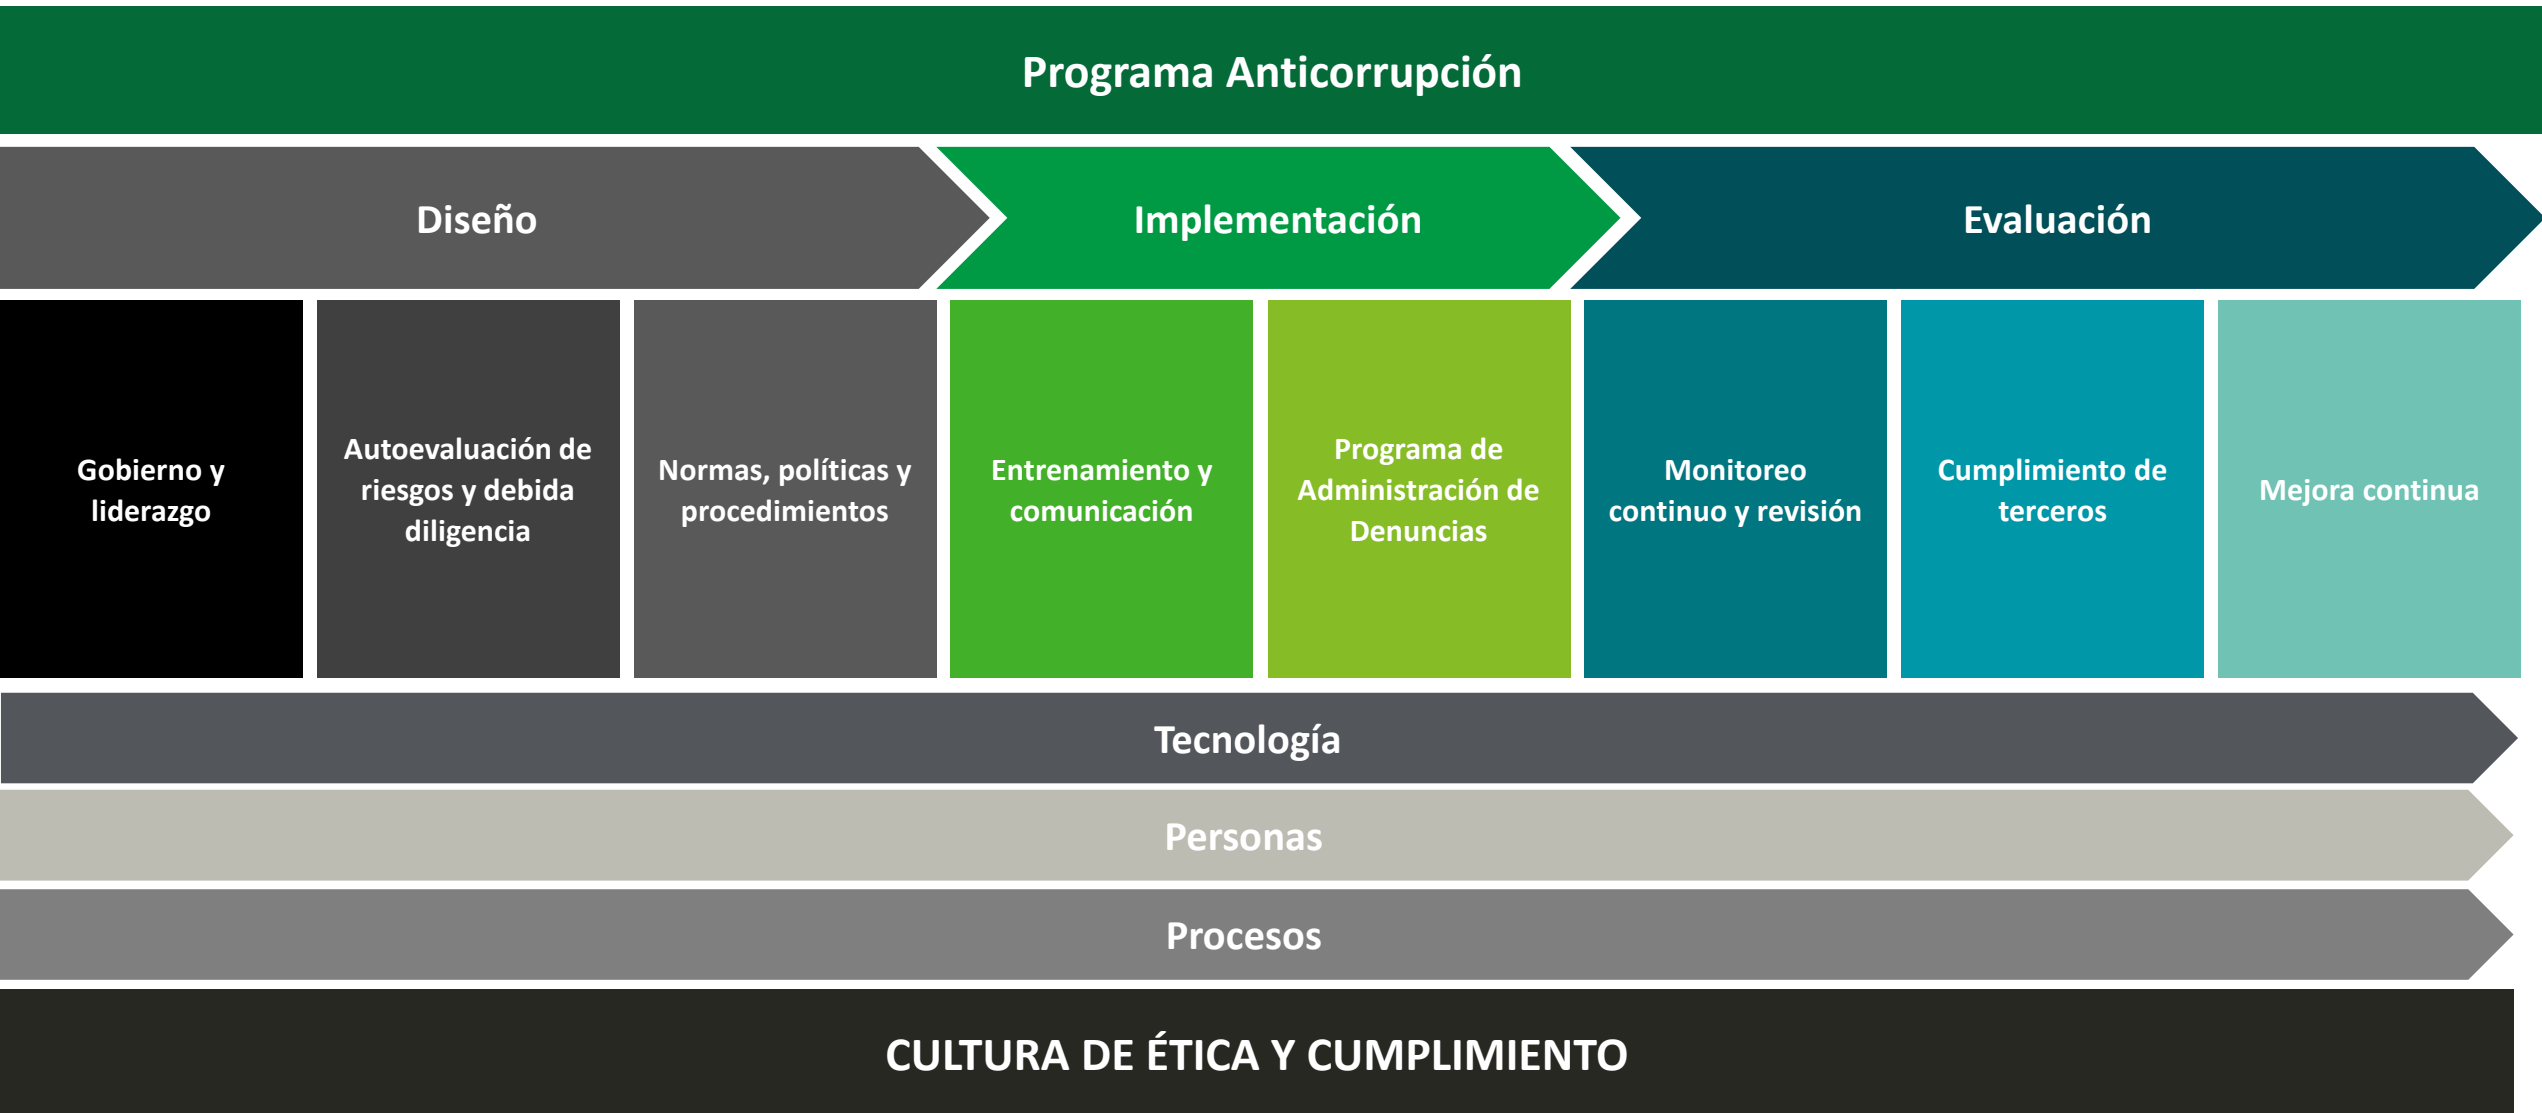 Programa Anticorrupción
Diseño
Implementación
Evaluación
Gobierno y
liderazgo
Autoevaluación de
riesgos y debida
diligencia
Normas, políticas y
procedimientos
Entrenamiento y
comunicación
Programa de
Administración de
Denuncias
Monitoreo
continuo y revisión
Cumplimiento de
terceros
Mejora continua
Tecnología
Personas
Procesos
CULTURA DE ÉTICA Y CUMPLIMIENTO